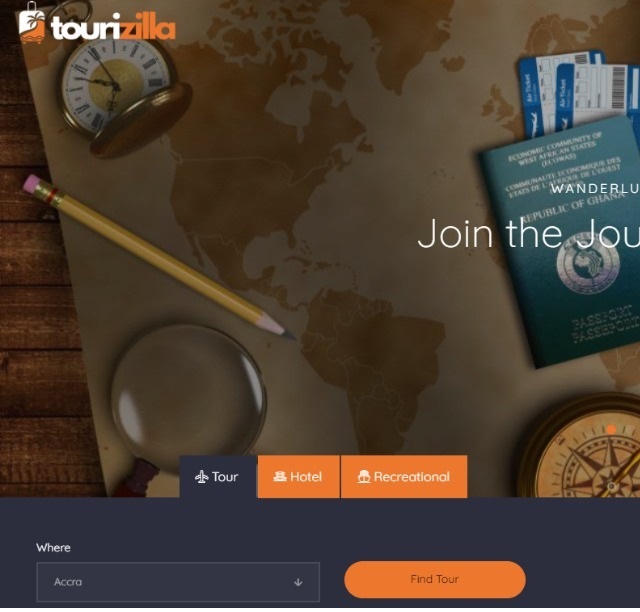 tourizilla
Air Ticket
Air Ticket
ECONOMIC COMMUNITY OF
WEST AFRICAN STATES
(ECOWAS)
COMMUNAUTE ECONOMIQUE DES
ETATS DE L'AFRIQUE DE L'OUEST
WANDERLU
REPUBLIC OF GHANA
Join the Jou
PASSPORT
PASSEPORT
Tour
Hotel
Recreational
Where
Accra
Find Tour